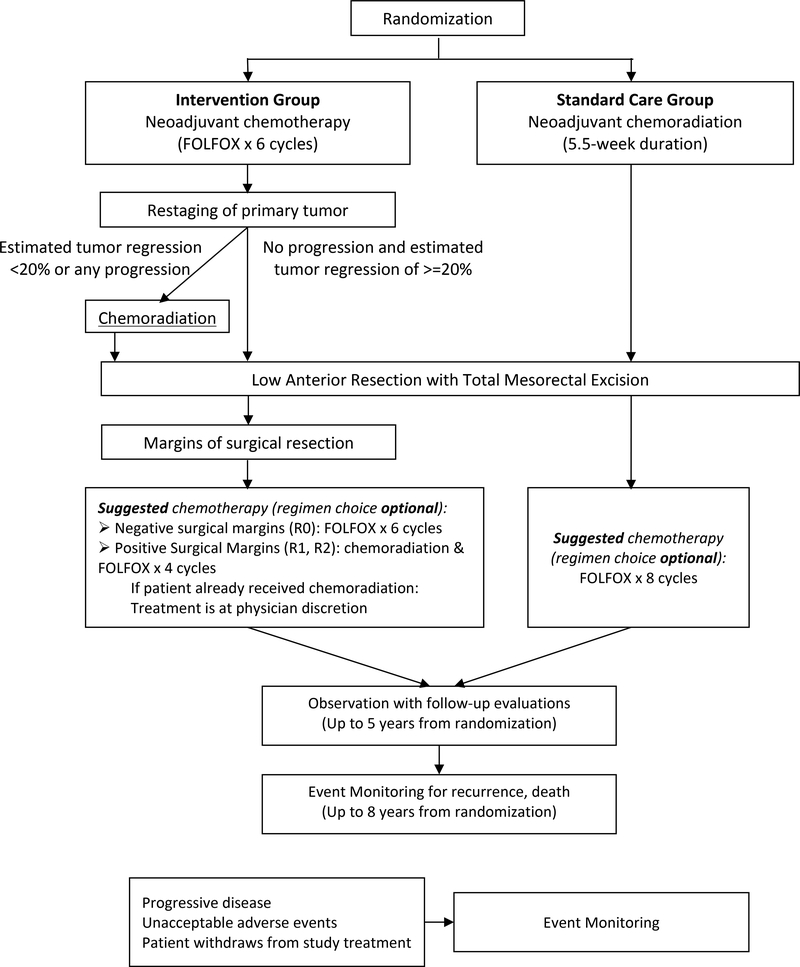 Randomization
Intervention Group
Neoadjuvant chemotherapy
(FOLFOX x 6 cycles)
Standard Care Group
Neoadjuvant chemoradiation
(5.5-week duration)
Restaging of primary tumor
Estimated tumor regression
<20% or any progression
No progression and estimated
tumor regression of >=20%
Chemoradiation
Low Anterior Resection with Total Mesorectal Excision
Margins of surgical resection
Suggested chemotherapy (regimen choice optional):
➢ Negative surgical margins (R0): FOLFOX x 6 cycles
➢ Positive Surgical Margins (R1, R2): chemoradiation &
FOLFOX x 4 cycles
If patient already received chemoradiation:
Treatment is at physician discretion
Suggested chemotherapy
(regimen choice optional):
FOLFOX x 8 cycles
Observation with follow-up evaluations
(Up to 5 years from randomization)
Event Monitoring for recurrence, death
(Up to 8 years from randomization)
Progressive disease
Unacceptable adverse events
Patient withdraws from study treatment
Event Monitoring